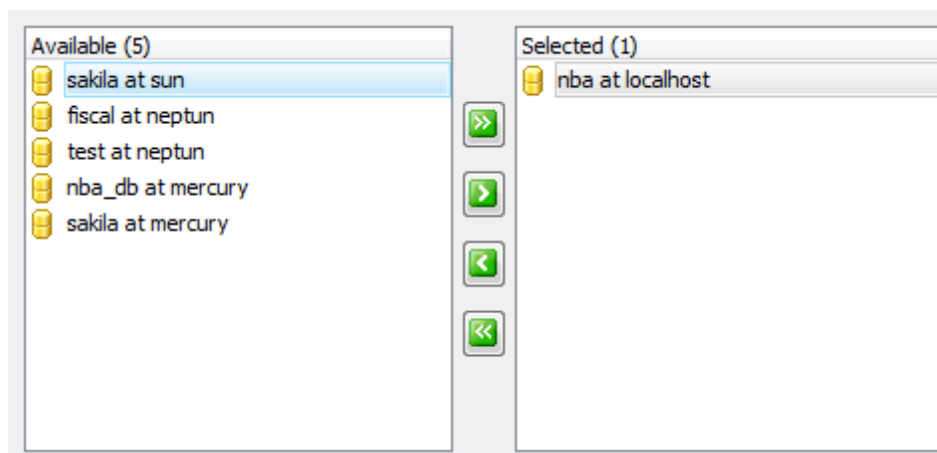 Available (5)
sakila at sun
fiscal at neptun
test at neptun
nba_db at mercury
sakila at mercury
Selected (1)
nba at localhost